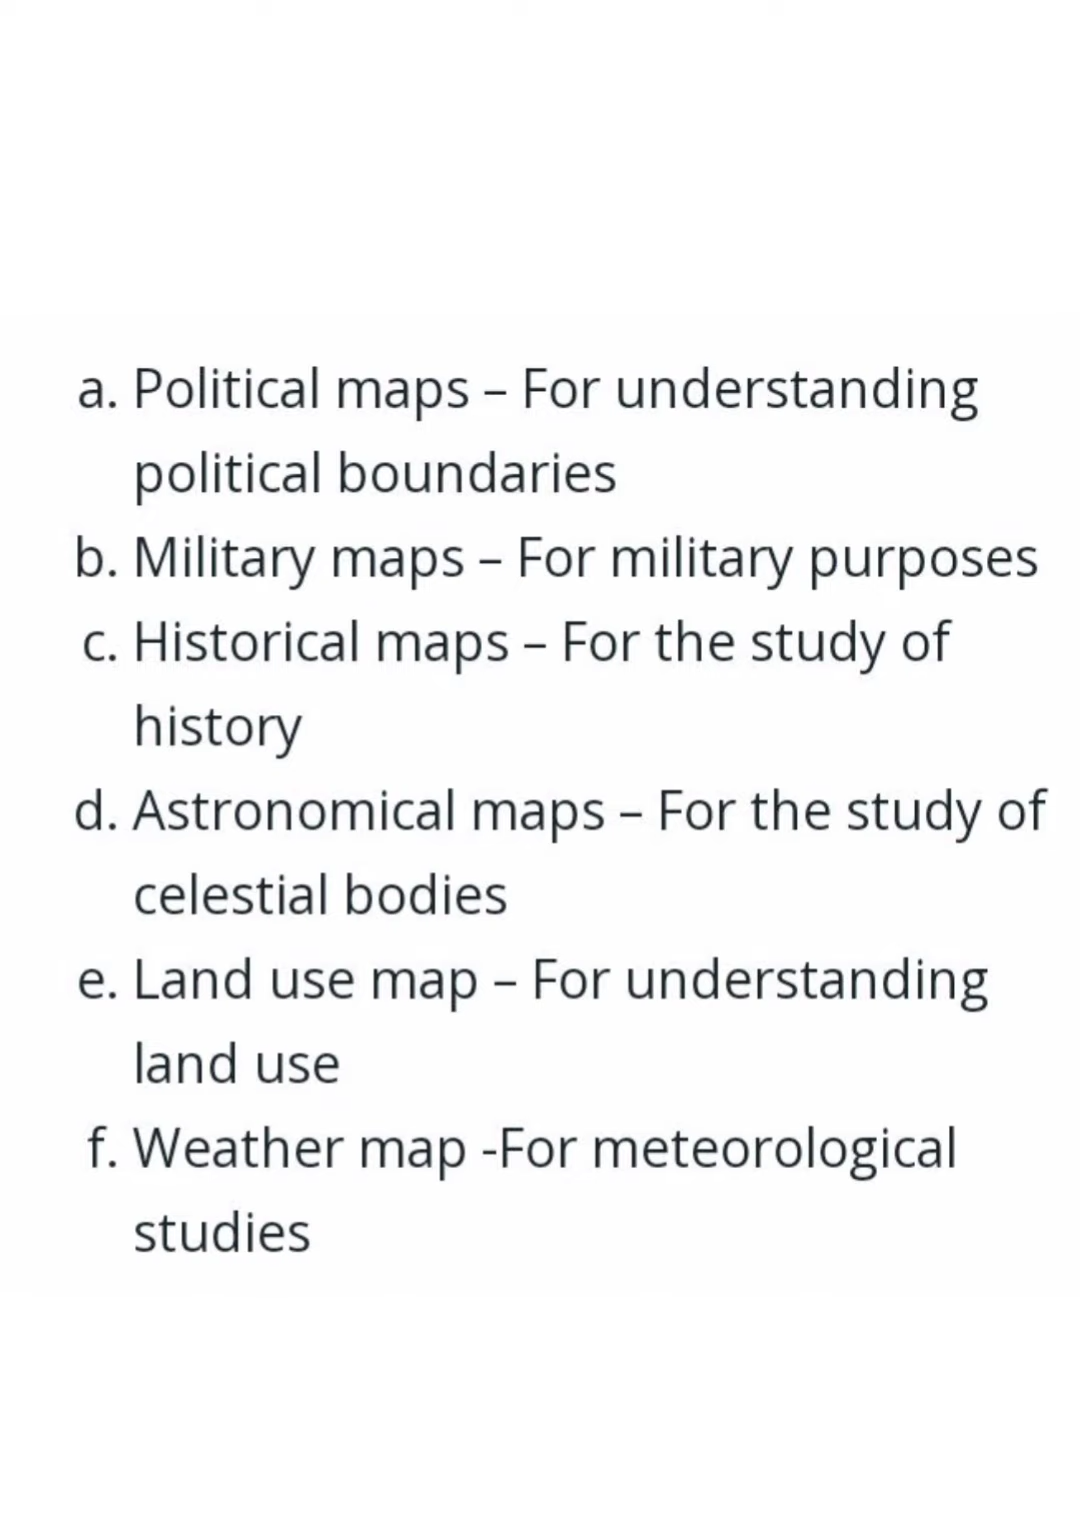 a. Political maps – For understanding
political boundaries
b. Military maps – For military purposes
c. Historical maps – For the study of
history
d. Astronomical maps – For the study of
celestial bodies
e. Land use map – For understanding
land use
f. Weather map -For meteorological
studies